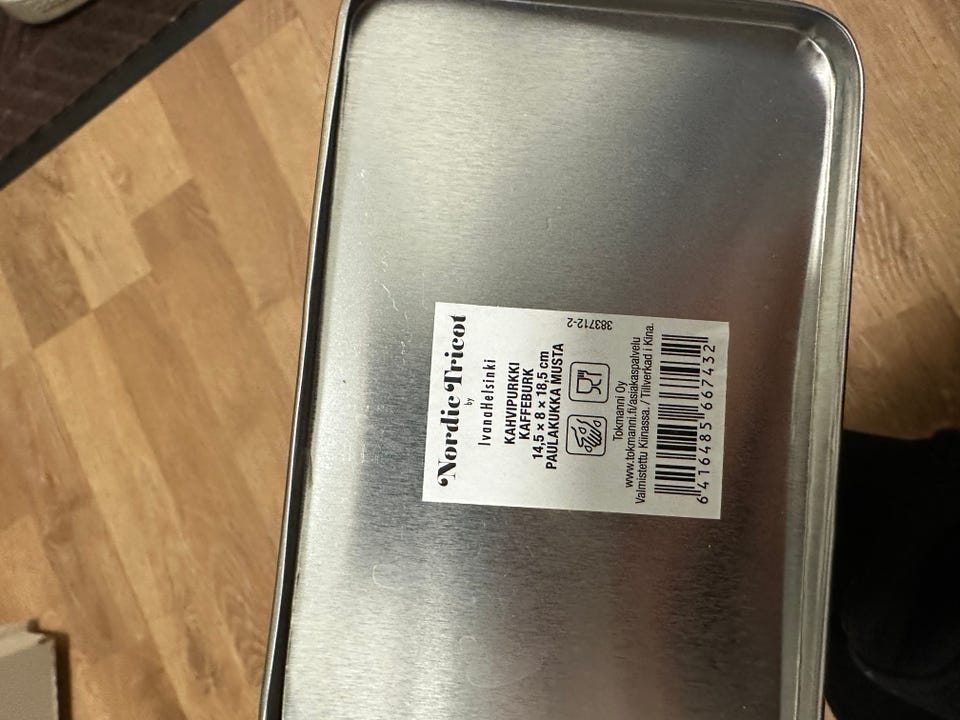 Nordic Tricot
by
IvanaHelsinki
KAHVIPURKKI
KAFFEBURK
14,5 × 8 × 18,5 cm
PAULAKUKKA MUSTA
383712-2
Tokmanni Oy
www.tokmanni.fi/asiakaspalvelu
Valmistettu Kiinassa. / Tillverkad i Kina.
6 416485 667432